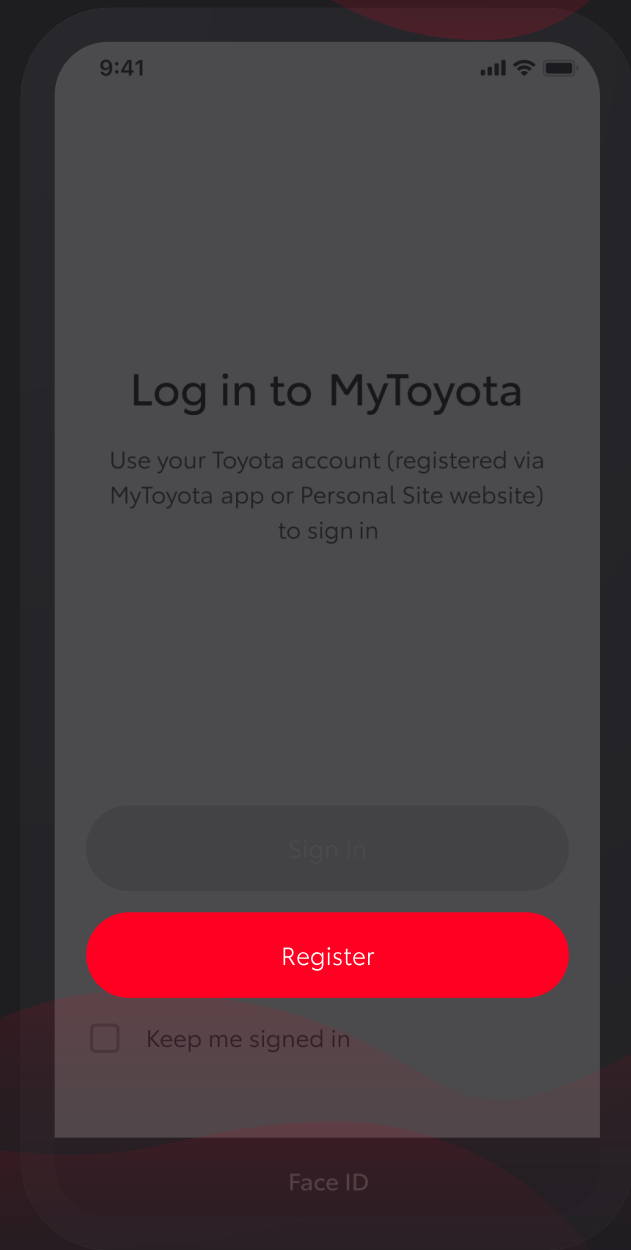 9:41
Log in to MyToyota
Use your Toyota account (registered via
MyToyota app or Personal Site website)
to sign in
Sign In
Register
Keep me signed in
Face ID